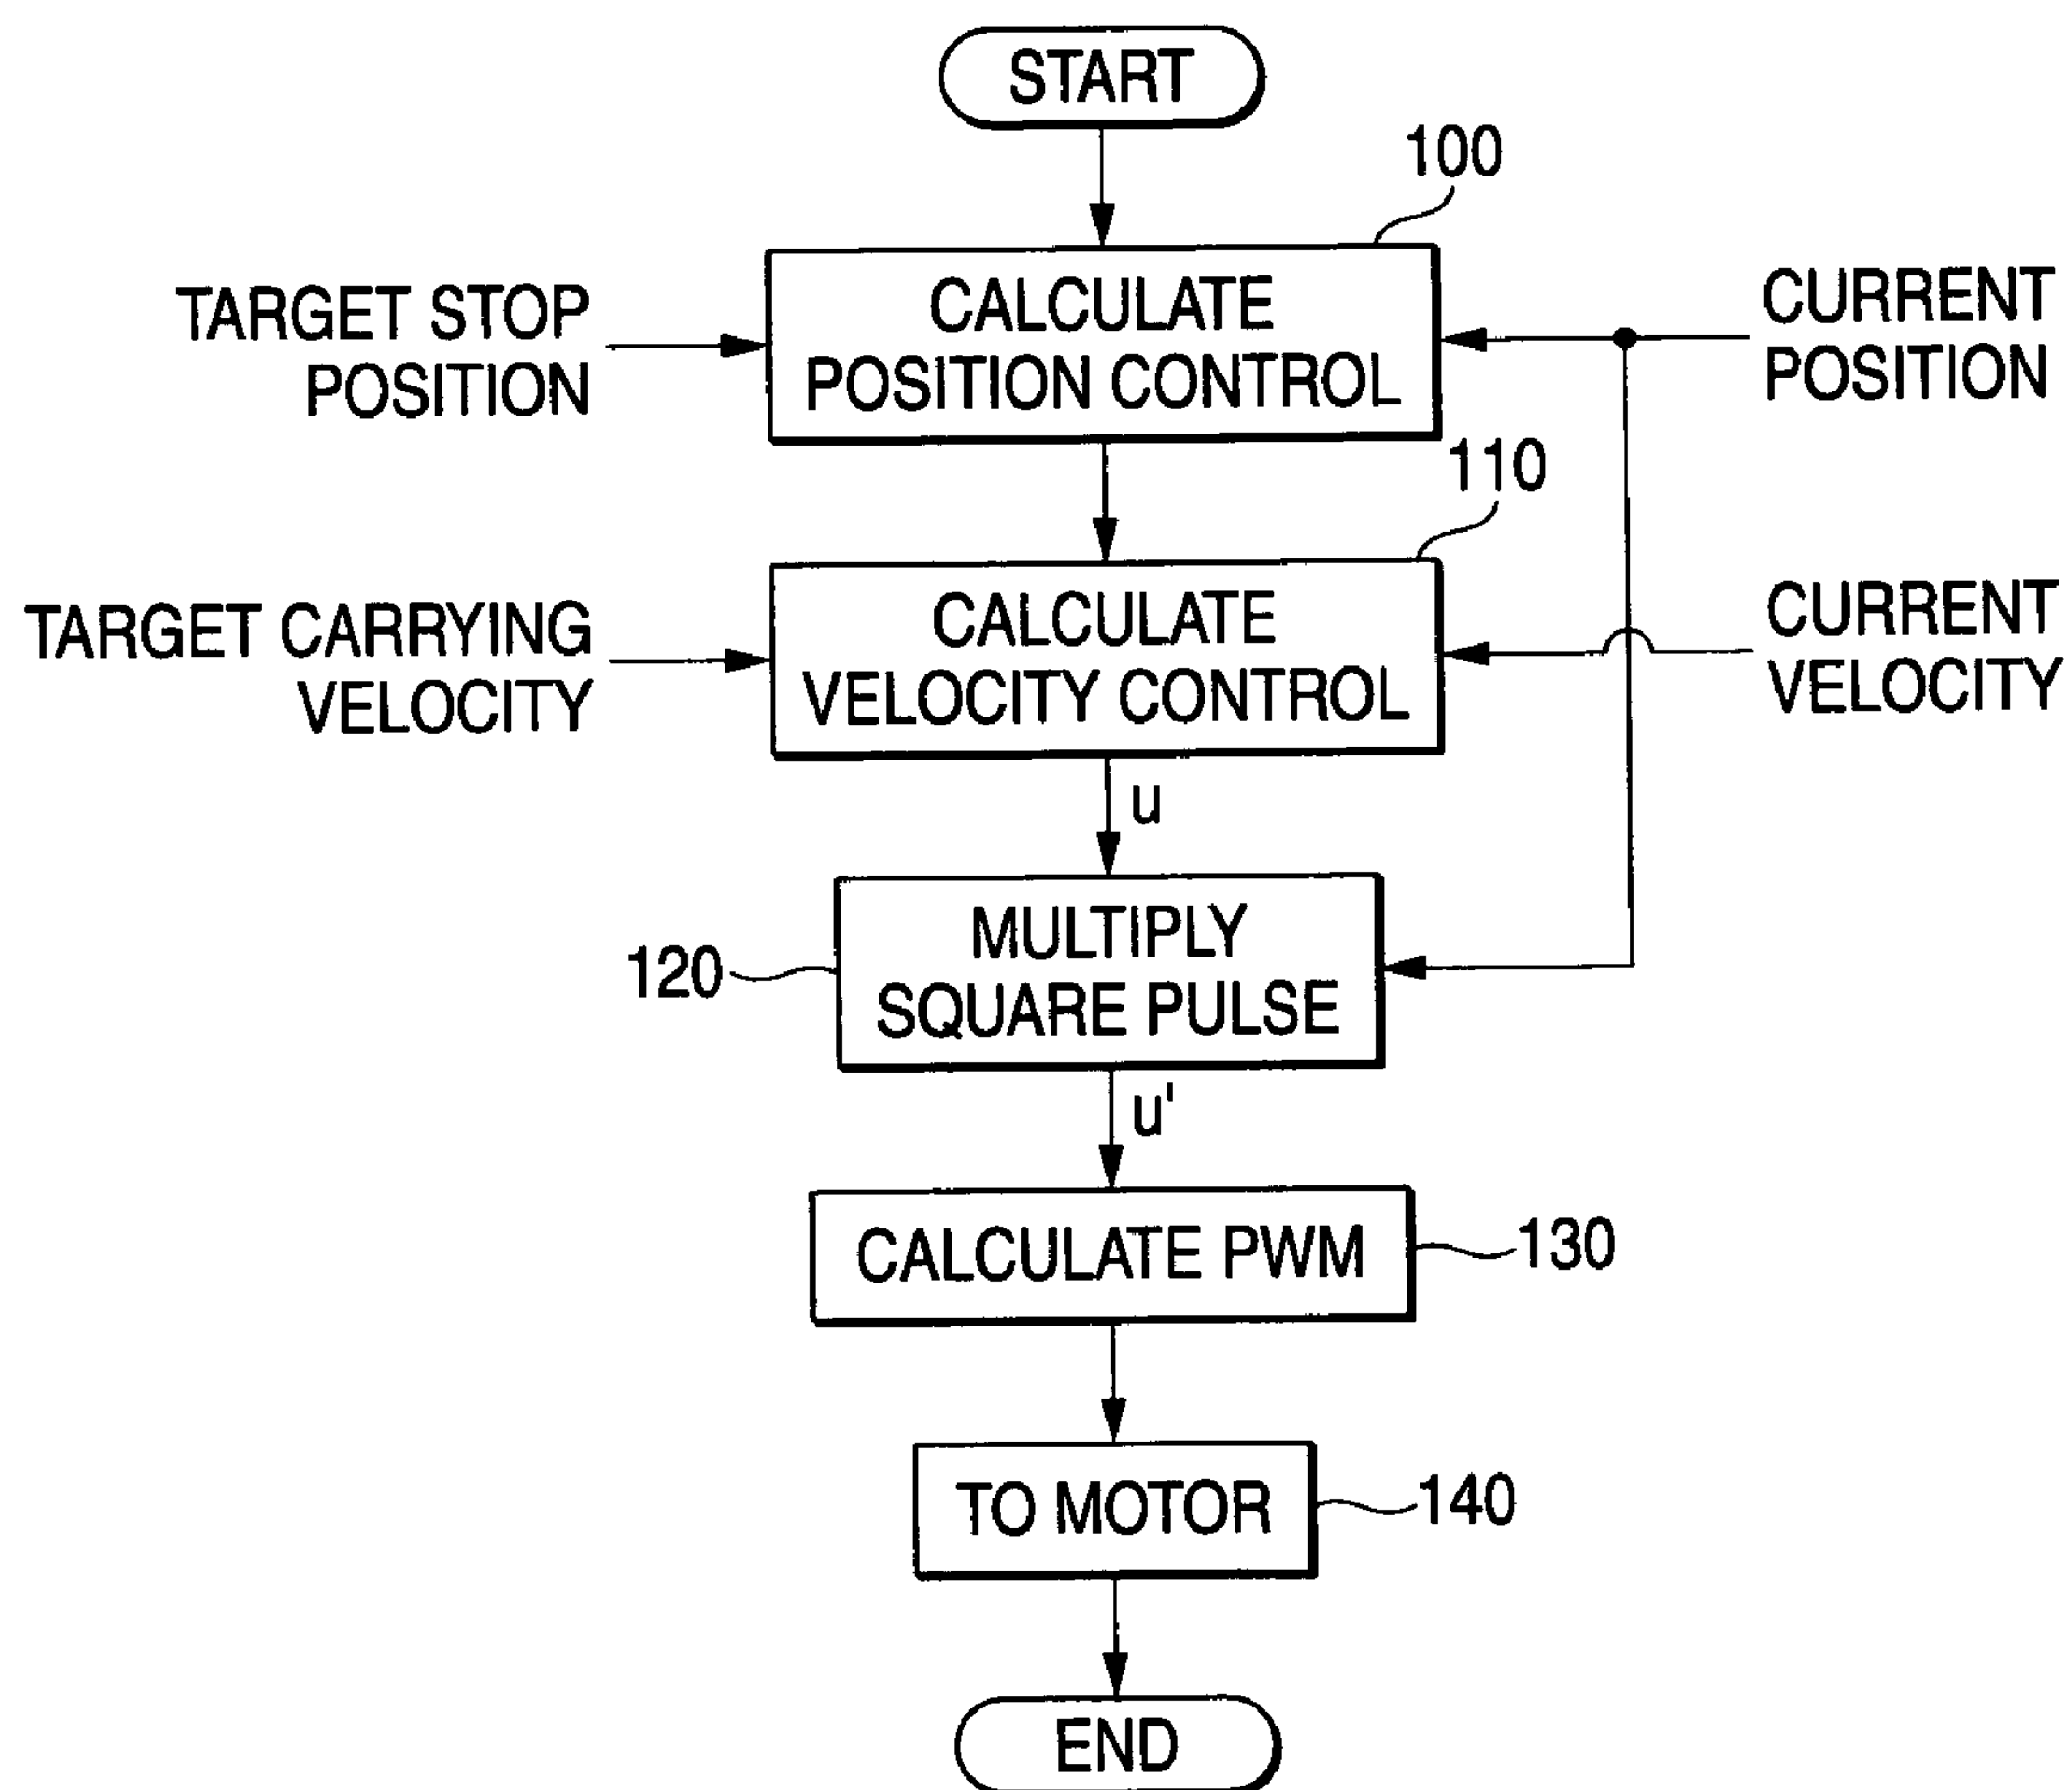 START
100
TARGET STOP
POSITION
CALCULATE
POSITION CONTROL
CURRENT
POSITION
110
TARGET CARRYING
VELOCITY
CALCULATE
VELOCITY CONTROL
CURRENT
VELOCITY
u
120
MULTIPLY
SQUARE PULSE
u'
CALCULATE PWM
130
TO MOTOR
140
END